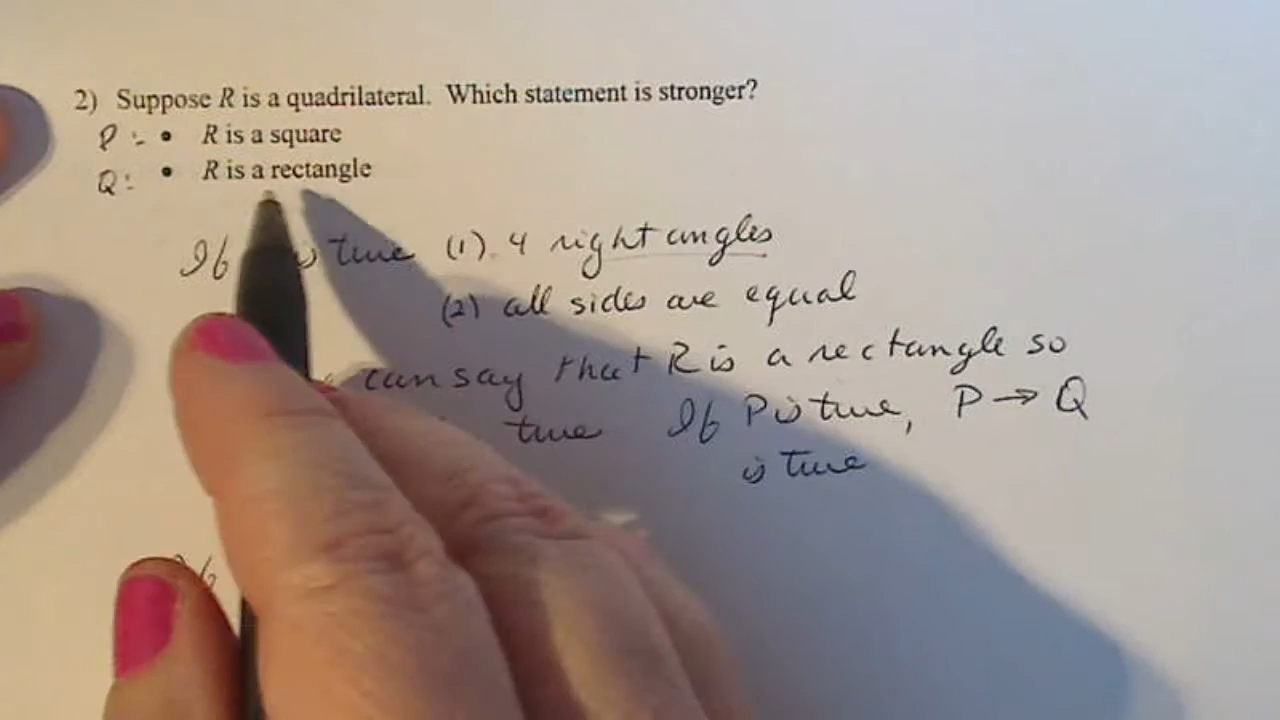 2) Suppose R is a quadrilateral. Which statement is stronger?
P: • R is a square
Q: • R is a rectangle
If is true (1). 4 right angles
(2) all sides are equal
can say that R is a rectangle so
true If P is true, P → Q
is true